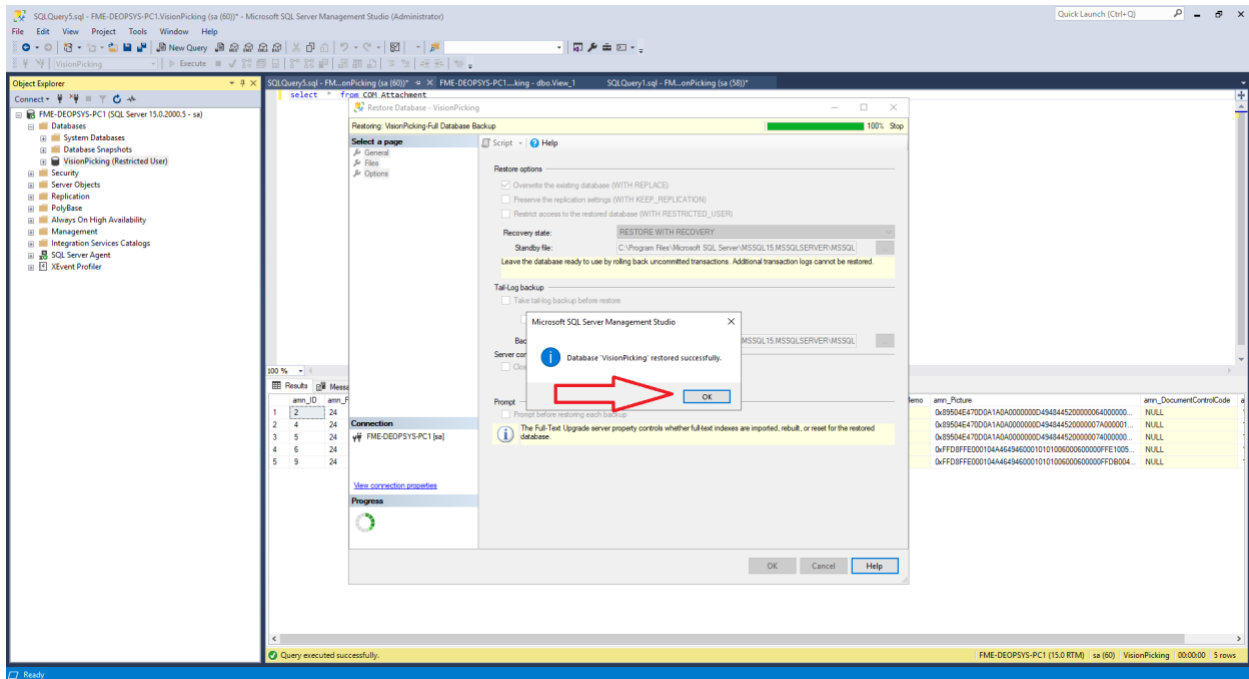 SQLQuery5.sql - FME-DEOPSYS-PC1.VisionPicking (sa (60))* - Microsoft SQL Server Management Studio (Administrator)
Quick Launch (Ctrl+Q)
File Edit View Project Tools Window Help
New Query
VisionPicking
Execute
Object Explorer
SQLQuery5.sql - FM...onPicking (sa (60))* FME-DEOPSYS-PC1....king - dbo.View_1 SQLQuery1.sql - FM...onPicking (sa (58))*
Connect
FME-DEOPSYS-PC1 (SQL Server 15.0.2000.5 - sa)
Databases
System Databases
Database Snapshots
VisionPicking (Restricted User)
Security
Server Objects
Replication
PolyBase
Always On High Availability
Management
Integration Services Catalogs
SQL Server Agent
XEvent Profiler
select * from COM_Attachment
Restore Database - VisionPicking
Restoring: VisionPicking-Full Database Backup
100% Stop
Select a page
General
Files
Options
Script Help
Restore options
Overwrite the existing database (WITH REPLACE)
Preserve the replication settings (WITH KEEP_REPLICATION)
Restrict access to the restored database (WITH RESTRICTED_USER)
Recovery state: RESTORE WITH RECOVERY
Standby file: C:\Program Files\Microsoft SQL Server\MSSQL15.MSSQLSERVER\MSSQL
Leave the database ready to use by rolling back uncommitted transactions. Additional transaction logs cannot be restored.
Tail-Log backup
Take tail-log backup before restore
Microsoft SQL Server Management Studio
Database 'VisionPicking' restored successfully.
OK
MSSQL15.MSSQLSERVER\MSSQL
Server con
Clo
Prompt
Prompt before restoring each backup
The Full-Text Upgrade server property controls whether full-text indexes are imported, rebuilt, or reset for the restored
database.
Connection
FME-DEOPSYS-PC1 [sa]
View connection properties
Progress
OK Cancel Help
100 %
Results Messa
amn_ID amn_F
1 2 24
2 4 24
3 5 24
4 6 24
5 9 24
amn_Picture amn_DocumentControlCode
NULL
NULL
NULL
NULL
NULL
Query executed successfully.
FME-DEOPSYS-PC1 (15.0 RTM) sa (60) VisionPicking 00:00:00 5 rows
Ready